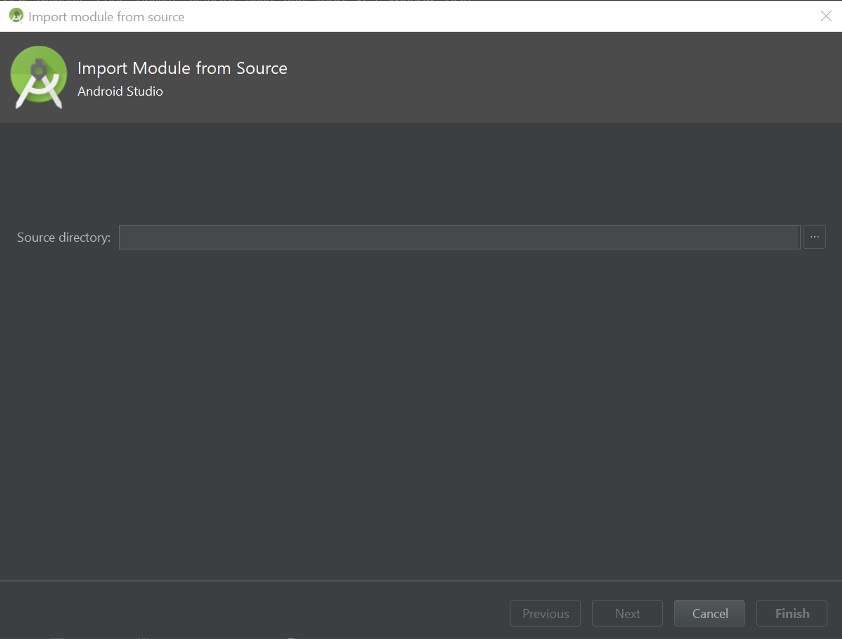 Import module from source
Import Module from Source
Android Studio
Source directory:
...
Previous Next Cancel Finish